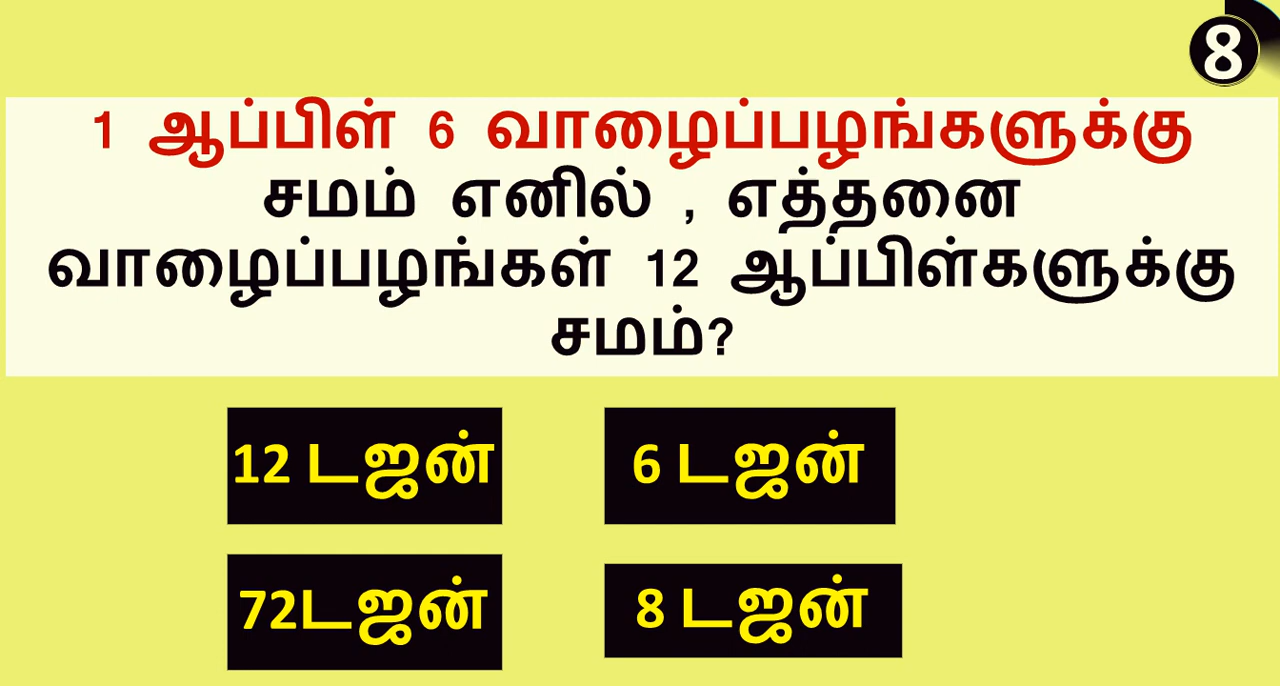 8
1 ஆப்பிள் 6 வாழைப்பழங்களுக்கு
சமம் எனில் , எத்தனை
வாழைப்பழங்கள் 12 ஆப்பிள்களுக்கு
சமம்?
12 டஜன்
6 டஜன்
72டஜன்
8 டஜன்